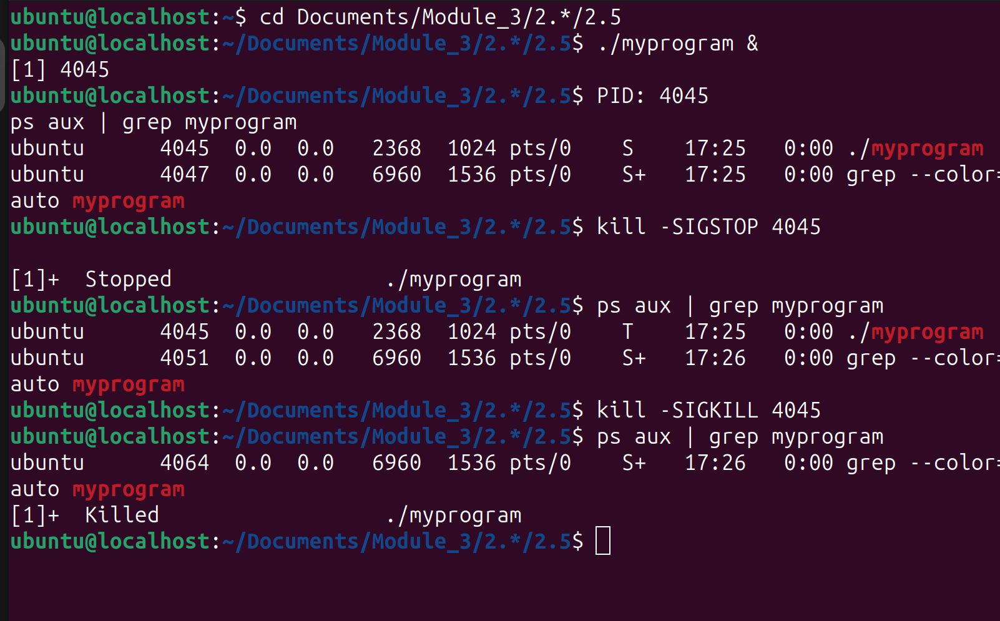 ubuntu@localhost:~$ cd Documents/Module_3/2.*/2.5
ubuntu@localhost:~/Documents/Module_3/2.*/2.5$ ./myprogram &
[1] 4045
ubuntu@localhost:~/Documents/Module_3/2.*/2.5$ PID: 4045
ps aux | grep myprogram
ubuntu      4045  0.0  0.0   2368  1024 pts/0    S    17:25   0:00 ./myprogram
ubuntu      4047  0.0  0.0   6960  1536 pts/0    S+   17:25   0:00 grep --color=
auto myprogram
ubuntu@localhost:~/Documents/Module_3/2.*/2.5$ kill -SIGSTOP 4045
[1]+  Stopped                 ./myprogram
ubuntu@localhost:~/Documents/Module_3/2.*/2.5$ ps aux | grep myprogram
ubuntu      4045  0.0  0.0   2368  1024 pts/0    T    17:25   0:00 ./myprogram
ubuntu      4051  0.0  0.0   6960  1536 pts/0    S+   17:26   0:00 grep --color=
auto myprogram
ubuntu@localhost:~/Documents/Module_3/2.*/2.5$ kill -SIGKILL 4045
ubuntu@localhost:~/Documents/Module_3/2.*/2.5$ ps aux | grep myprogram
ubuntu      4064  0.0  0.0   6960  1536 pts/0    S+   17:26   0:00 grep --color=
auto myprogram
[1]+  Killed                  ./myprogram
ubuntu@localhost:~/Documents/Module_3/2.*/2.5$